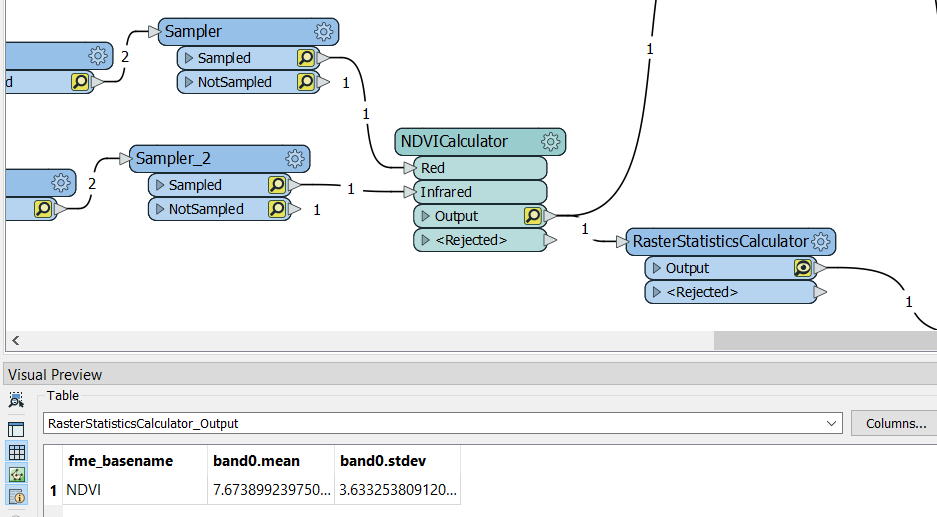 Sampler
Sampled
NotSampled
1
2
d
1
1
Sampler_2
Sampled
NotSampled
1
2
1
NDVICalculator
Red
Infrared
Output
<Rejected>
1
RasterStatisticsCalculator
Output
<Rejected>
1
<
Visual Preview
Table
RasterStatisticsCalculator_Output
Columns...
fme_basename band0.mean band0.stdev
1 NDVI 7.673899239750... 3.633253809120...